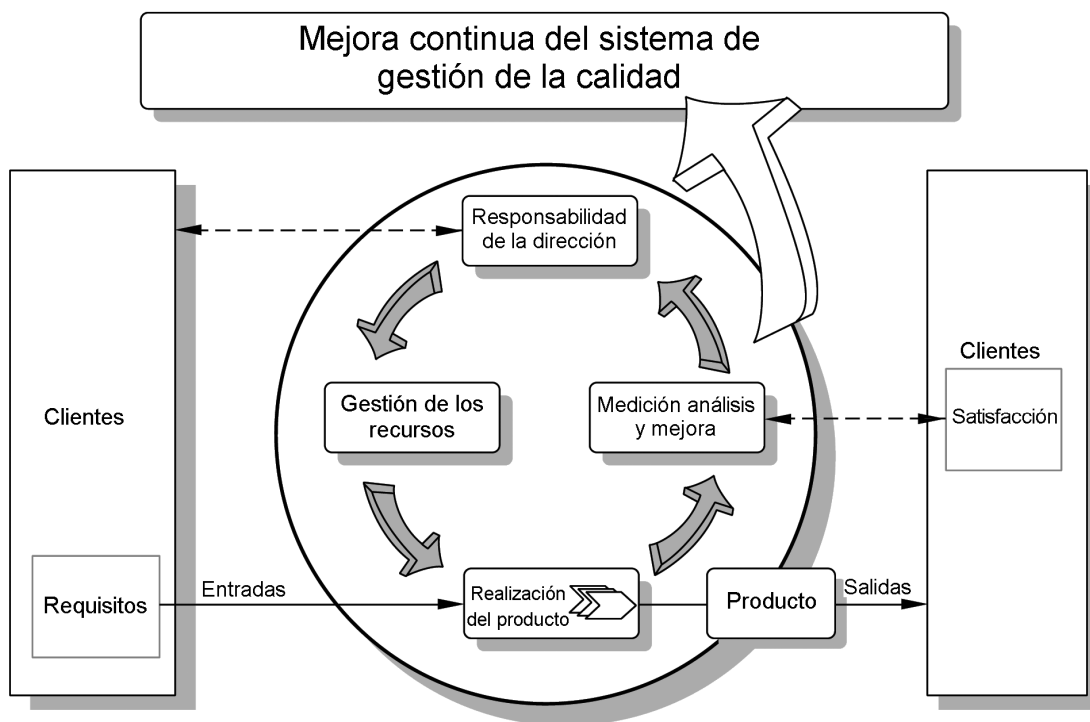 Mejora continua del sistema de
gestión de la calidad
Responsabilidad
de la dirección
Clientes
Gestión de los
recursos
Medición análisis
y mejora
Clientes
Satisfacción
Requisitos
Entradas
Realización
del producto
Producto
Salidas